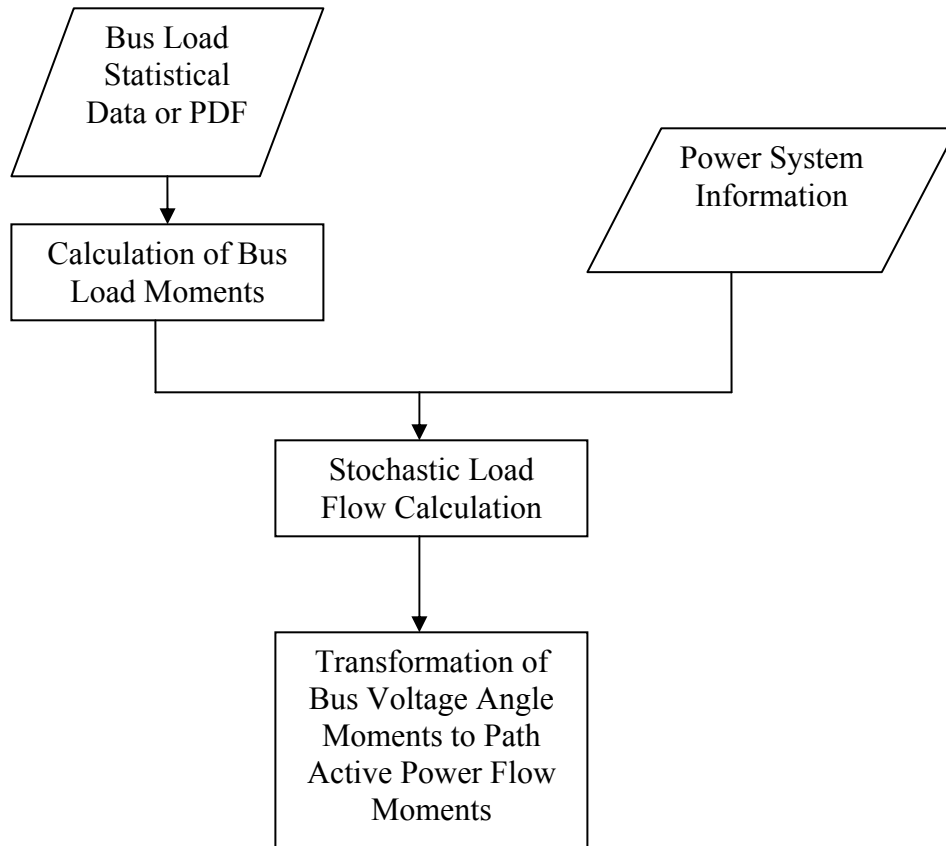 Bus Load
Statistical
Data or PDF
Power System
Information
Calculation of Bus
Load Moments
Stochastic Load
Flow Calculation
Transformation of
Bus Voltage Angle
Moments to Path
Active Power Flow
Moments